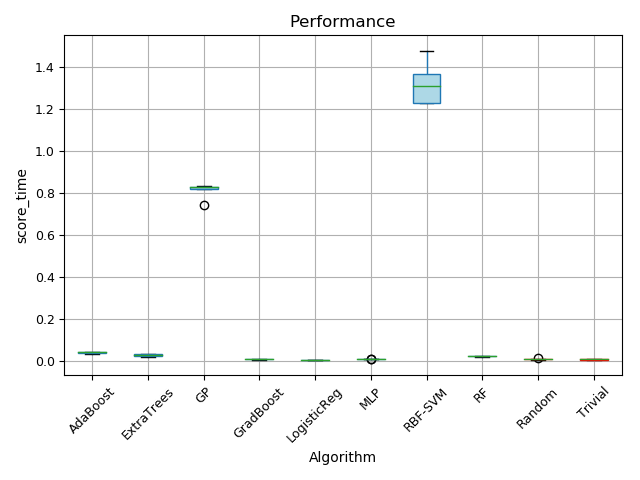 Performance
score_time
1.4
1.2
1.0
0.8
0.6
0.4
0.2
0.0
AdaBoost
ExtraTrees
GP
GradBoost
LogisticReg
MLP
RBF-SVM
RF
Random
Trivial
Algorithm